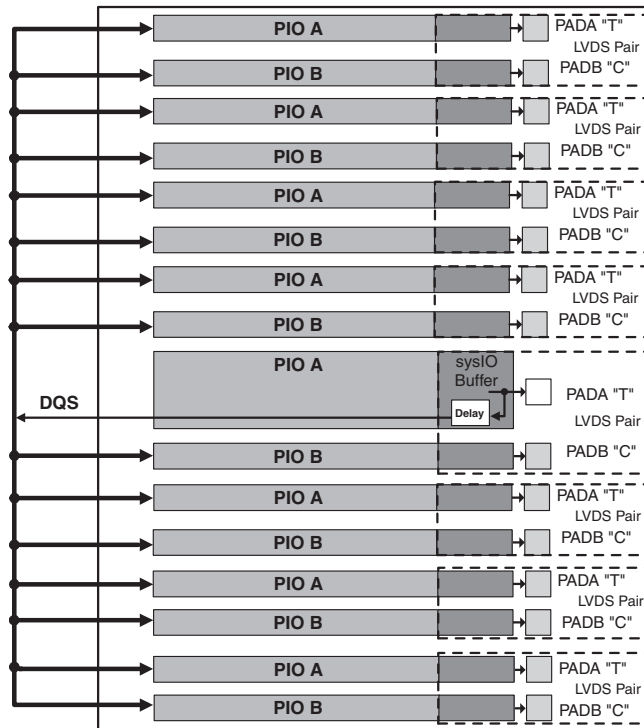 PIO A
PADA "T"
LVDS Pair
PIO B
PADB "C"
PIO A
PADA "T"
LVDS Pair
PIO B
PADB "C"
PIO A
PADA "T"
LVDS Pair
PIO B
PADB "C"
PIO A
PADA "T"
LVDS Pair
PIO B
PADB "C"
PIO A
sysIO
Buffer
PADA "T"
DQS
Delay
LVDS Pair
PIO B
PADB "C"
PIO A
PADA "T"
LVDS Pair
PIO B
PADB "C"
PIO A
PADA "T"
LVDS Pair
PIO B
PADB "C"
PIO A
PADA "T"
LVDS Pair
PIO B
PADB "C"